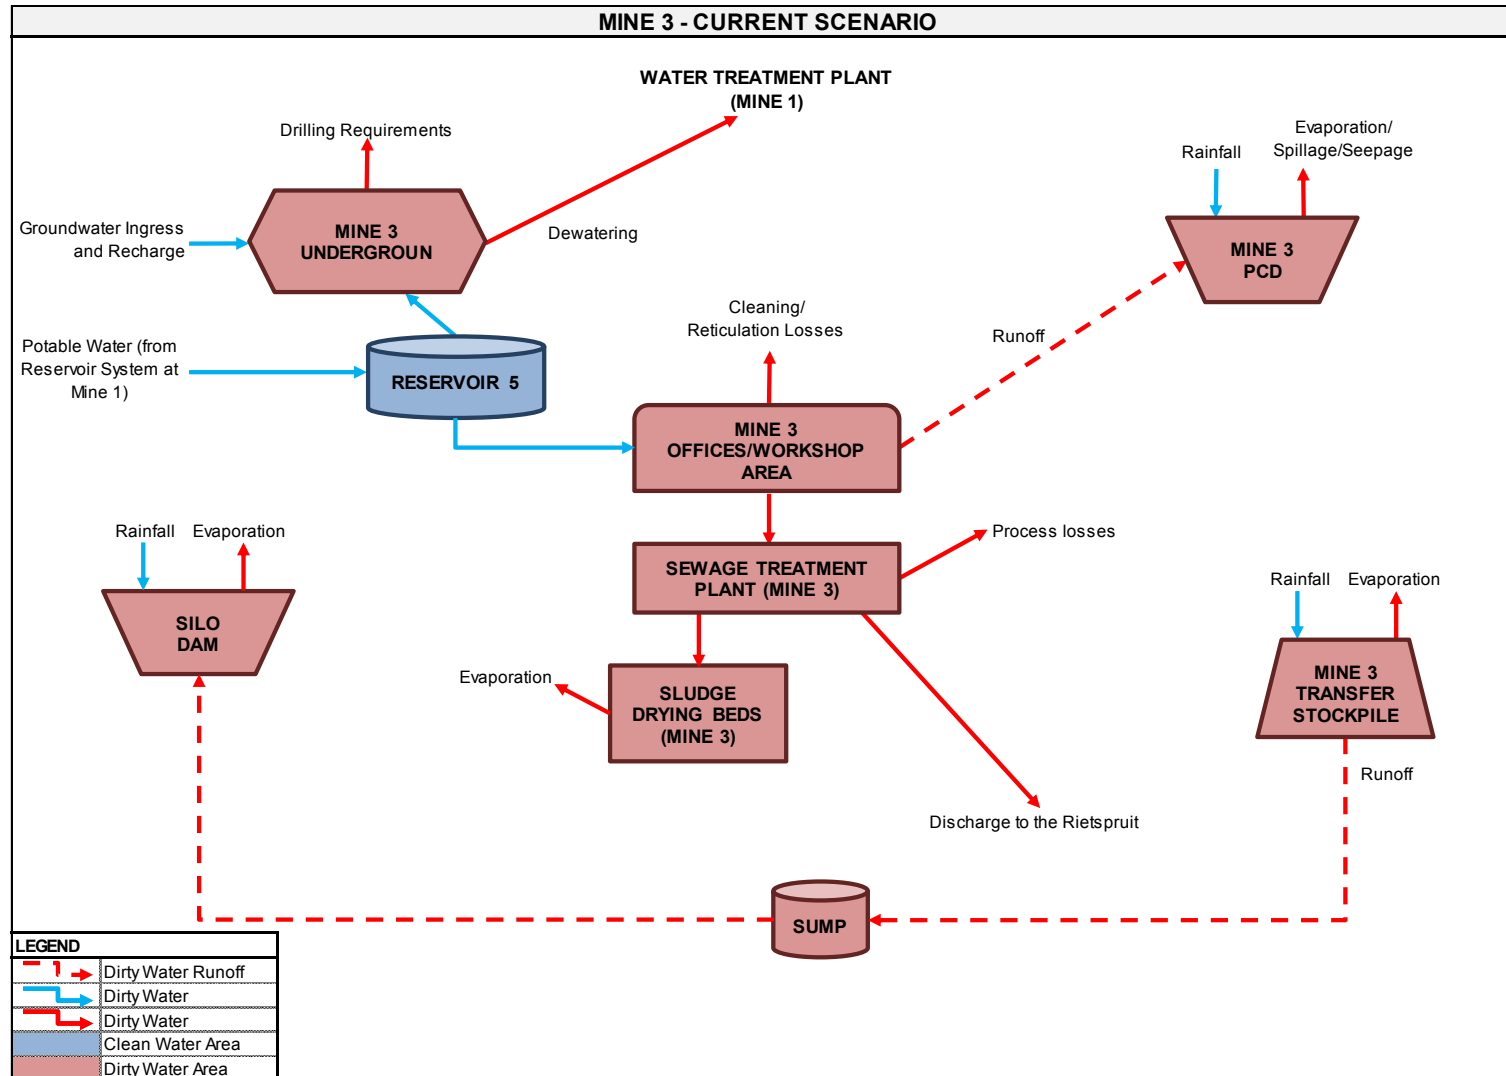 MINE 3 - CURRENT SCENARIO
WATER TREATMENT PLANT
(MINE 1)
Drilling Requirements
Evaporation/
Spillage/Seepage
Rainfall
Groundwater Ingress
and Recharge
MINE 3
UNDERGROUN
Dewatering
MINE 3
PCD
Cleaning/
Reticulation Losses
Runoff
Potable Water (from
Reservoir System at
Mine 1)
RESERVOIR 5
MINE 3
OFFICES/WORKSHOP
AREA
Rainfall
Evaporation
Process losses
SEWAGE TREATMENT
PLANT (MINE 3)
Rainfall
Evaporation
SILO
DAM
Evaporation
SLUDGE
DRYING BEDS
(MINE 3)
MINE 3
TRANSFER
STOCKPILE
Runoff
Discharge to the Rietspruit
SUMP
LEGEND
Dirty Water Runoff
Dirty Water
Dirty Water
Clean Water Area
Dirty Water Area